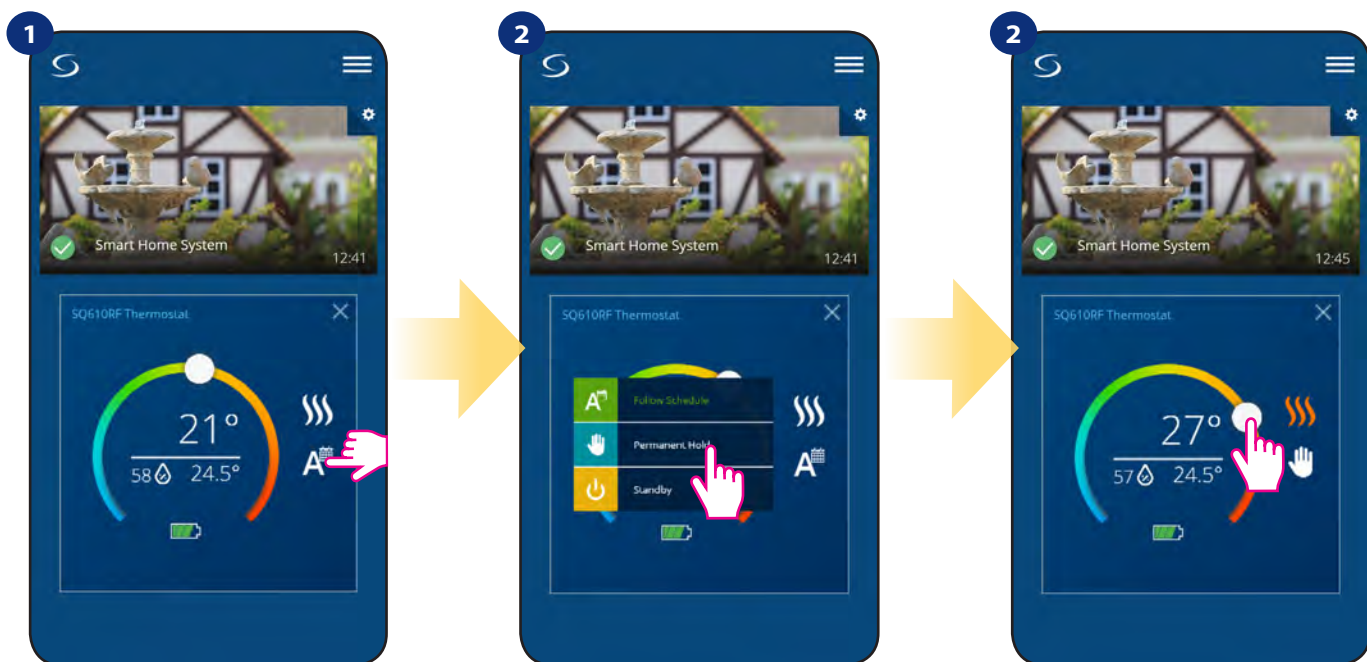 1
Smart Home System
12:41
SQ610RF Thermostat
21°
58 24.5°
A
2
Smart Home System
12:41
SQ610RF Thermostat
A Follow Schedule
Permanent Hold
Standby
A
2
Smart Home System
12:45
SQ610RF Thermostat
27°
57 24.5°